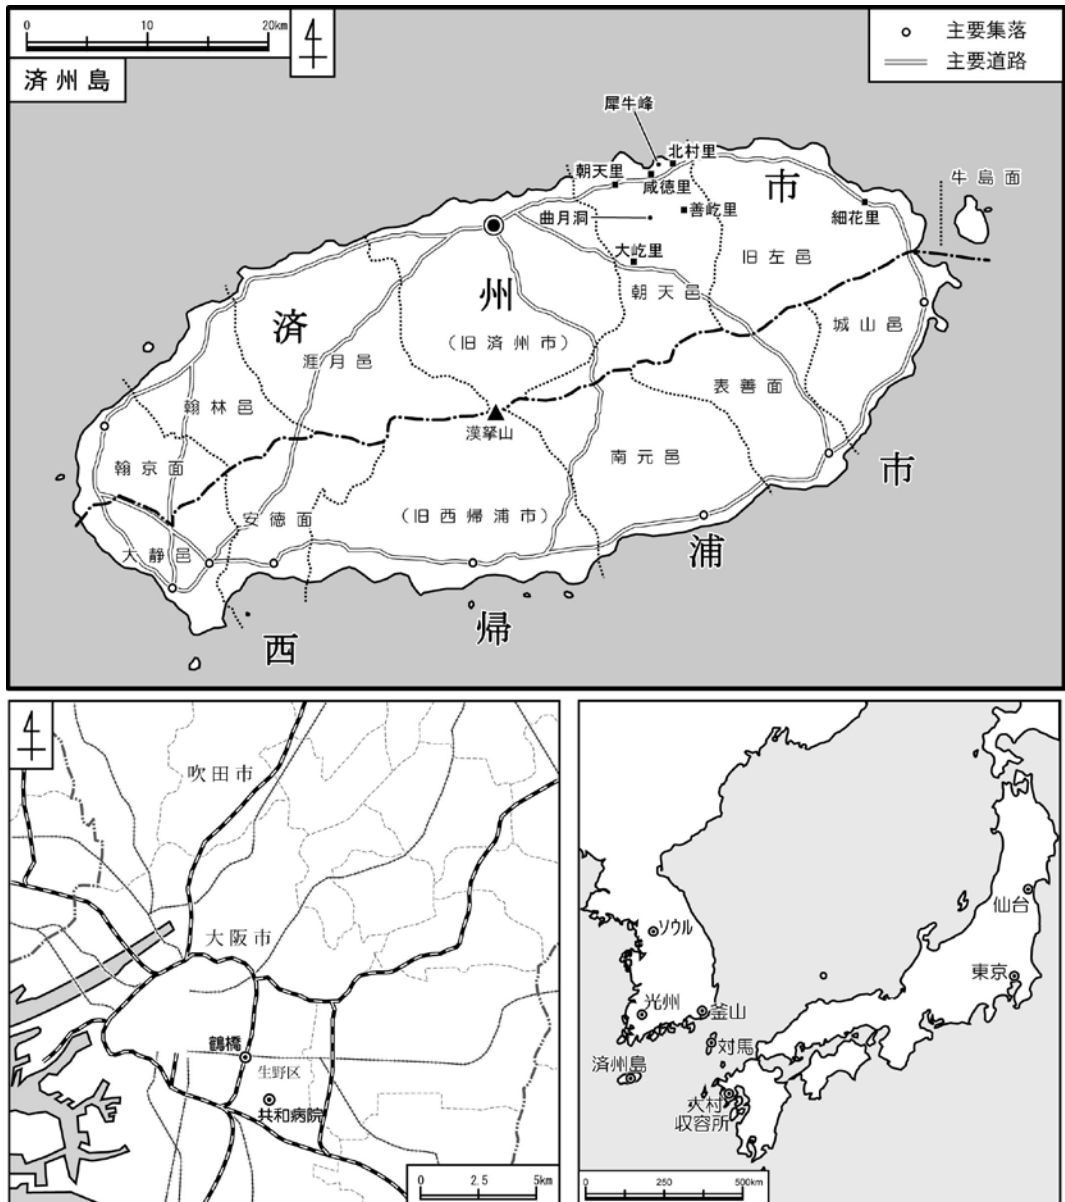 0 10 20km
済州島
主要集落
主要道路
犀牛峰
北村里
朝天里
咸德里
市
牛島面
善屹里
細花里
曲月洞
大屹里
旧左邑
朝天邑
州
済
(旧済州市)
城山邑
涯月邑
表善面
翰林邑
漢拏山
南元邑
市
翰京面
安徳面
(旧西帰浦市)
大静邑
浦
帰
西
吹田市
大阪市
鶴橋
生野区
共和病院
0 2.5 5km
仙台
ソウル
東京
光州
釜山
対馬
済州島
大村
収容所
0 250 500km